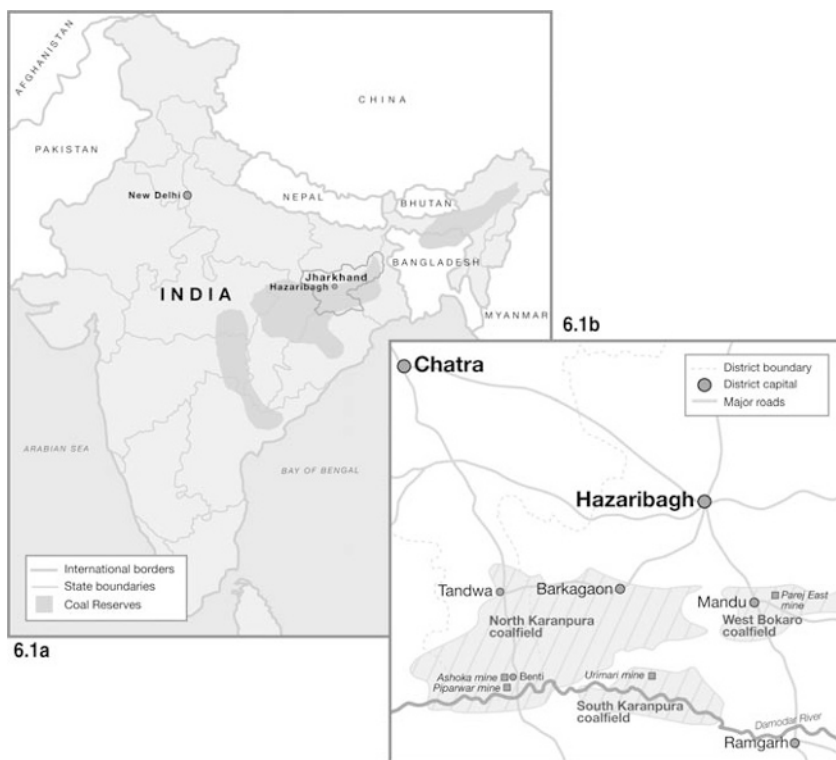 AFGHANISTAN
CHINA
PAKISTAN
New Delhi
NEPAL
BHUTAN
BANGLADESH
Jharkhand
Hazaribagh
INDIA
MYANMAR
ARABIAN SEA
BAY OF BENGAL
International borders
State boundaries
Coal Reserves
6.1a
6.1b
District boundary
District capital
Major roads
Chatra
Hazaribagh
Tandwa
Barkagaon
Mandu
Parej East
mine
North Karanpura
coalfield
West Bokaro
coalfield
Ashoka mine
Benti
Piparwar mine
Urimari mine
South Karanpura
coalfield
Damodar River
Ramgarh